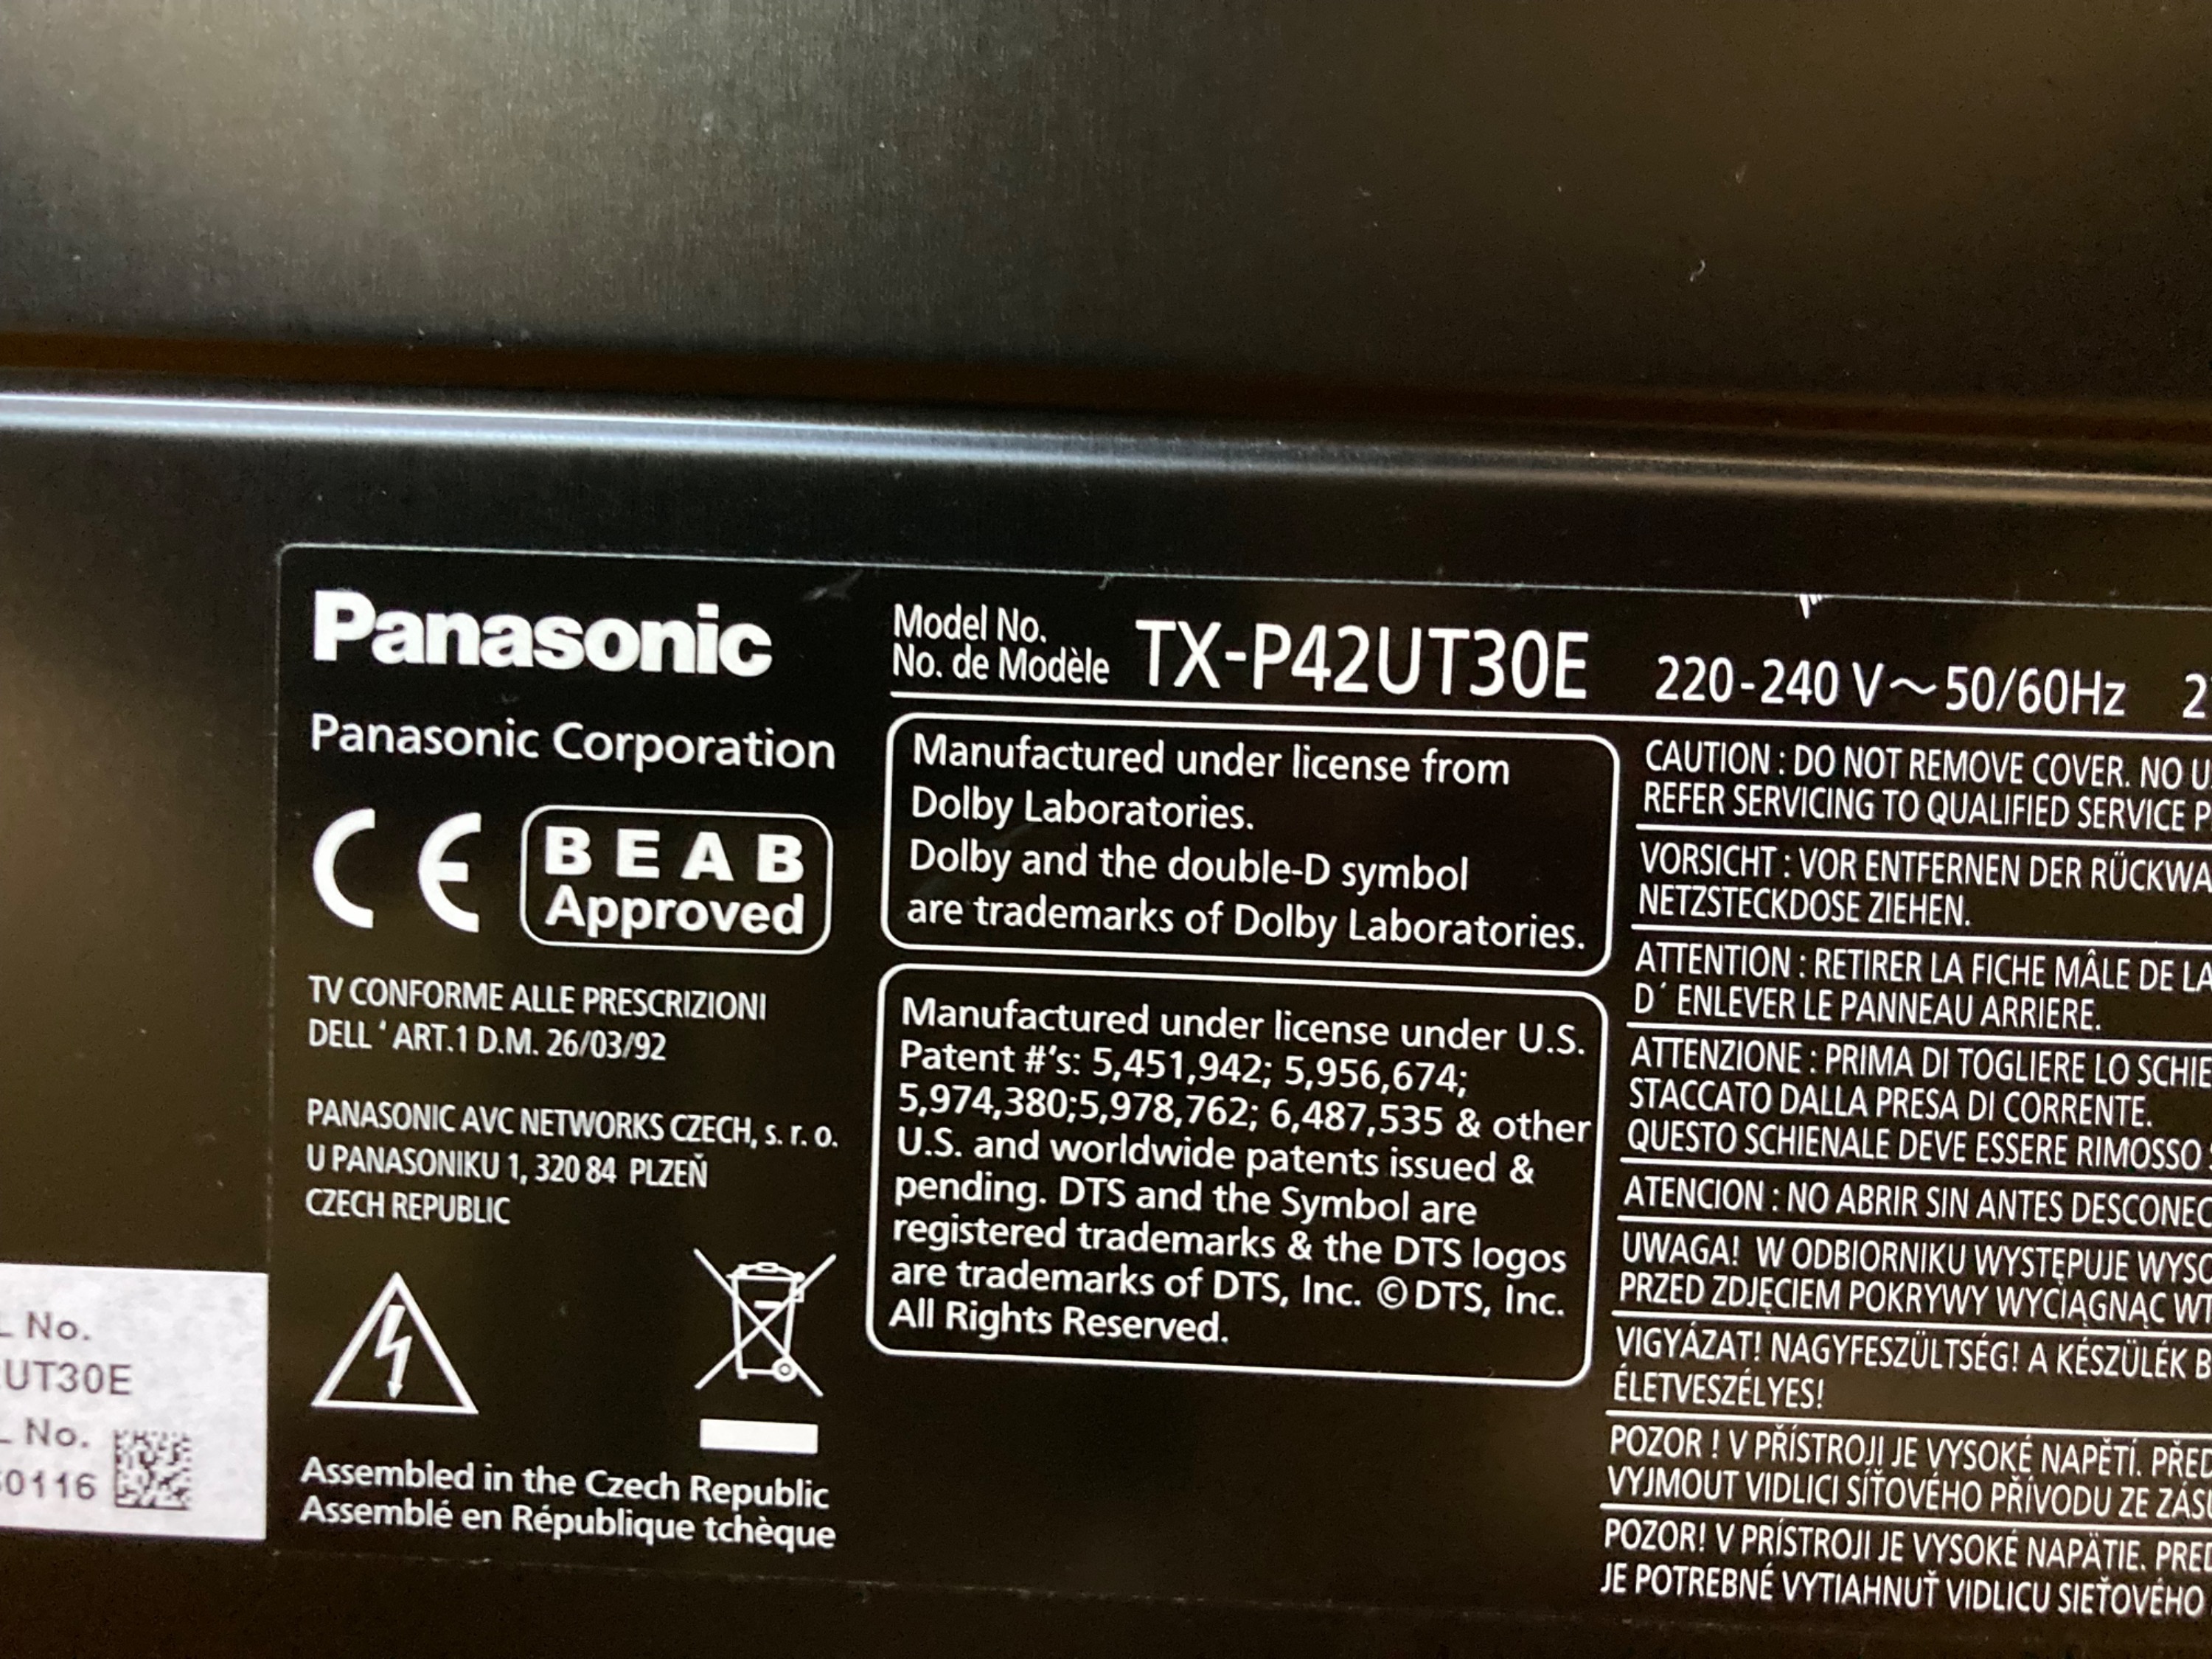 Panasonic
Panasonic Corporation
CE
BEAB
Approved
TV CONFORME ALLE PRESCRIZIONI
DELL ' ART.1 D.M. 26/03/92
PANASONIC AVC NETWORKS CZECH, s. r. o.
U PANASONIKU 1, 320 84 PLZEŇ
CZECH REPUBLIC
Assembled in the Czech Republic
Assemblé en République tchèque
Model No.
No. de Modèle
TX-P42UT30E
220-240 V~50/60Hz
Manufactured under license from
Dolby Laboratories.
Dolby and the double-D symbol
are trademarks of Dolby Laboratories.
Manufactured under license under U.S.
Patent #'s: 5,451,942; 5,956,674;
5,974,380;5,978,762; 6,487,535 & other
U.S. and worldwide patents issued &
pending. DTS and the Symbol are
registered trademarks & the DTS logos
are trademarks of DTS, Inc. © DTS, Inc.
All Rights Reserved.
CAUTION : DO NOT REMOVE COVER. NO
REFER SERVICING TO QUALIFIED SERVICE
VORSICHT : VOR ENTFERNEN DER
NETZSTECKDOSE ZIEHEN.
ATTENTION : RETIRER LA FICHE MÂLE DE LA
D´ ENLEVER LE PANNEAU ARRIERE.
ATTENZIONE : PRIMA DI TOGLIERE LO
STACCATO DALLA PRESA DI CORRENTE.
QUESTO SCHIENALE DEVE ESSERE RIMOSSO
ATENCION : NO ABRIR SIN ANTES
UWAGA! W ODBIORNIKU WYSTĘPUJE
PRZED ZDJĘCIEM POKRYWY WYCIĄGNĄC
VIGYÁZAT! NAGYFESZÜLTSÉG! A KÉSZÜLÉK
ÉLETVESZÉLYES!
POZOR ! V PŘÍSTROJI JE VYSOKÉ NAPĚTÍ.
VYJMOUT VIDLICI SÍŤOVÉHO PŘÍVODU ZE
POZOR! V PRÍSTROJI JE VYSOKÉ NAPÄTIE.
JE POTREBNÉ VYTIAHNUŤ VIDLICU SIEŤOVÉHO
No.
UT30E
No.
0116